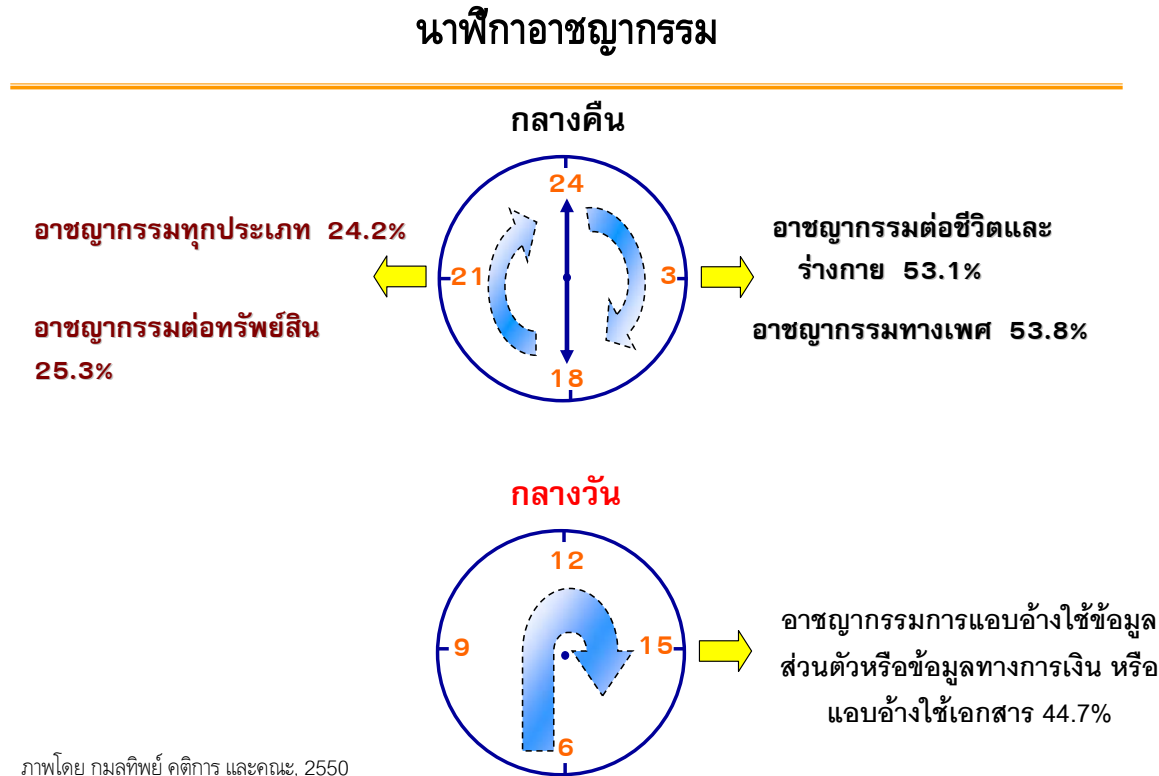 นาฬิกาอาชญากรรม
กลางคืน
24
21
3
18
อาชญากรรมทุกประเภท 24.2%
อาชญากรรมต่อทรัพย์สิน
25.3%
อาชญากรรมต่อชีวิตและ
ร่างกาย 53.1%
อาชญากรรมทางเพศ 53.8%
กลางวัน
12
9
15
6
อาชญากรรมการแอบอ้างใช้ข้อมูล
ส่วนตัวหรือข้อมูลทางการเงิน หรือ
แอบอ้างใช้เอกสาร 44.7%
ภาพโดย กมลทิพย์ คติการ และคณะ, 2550